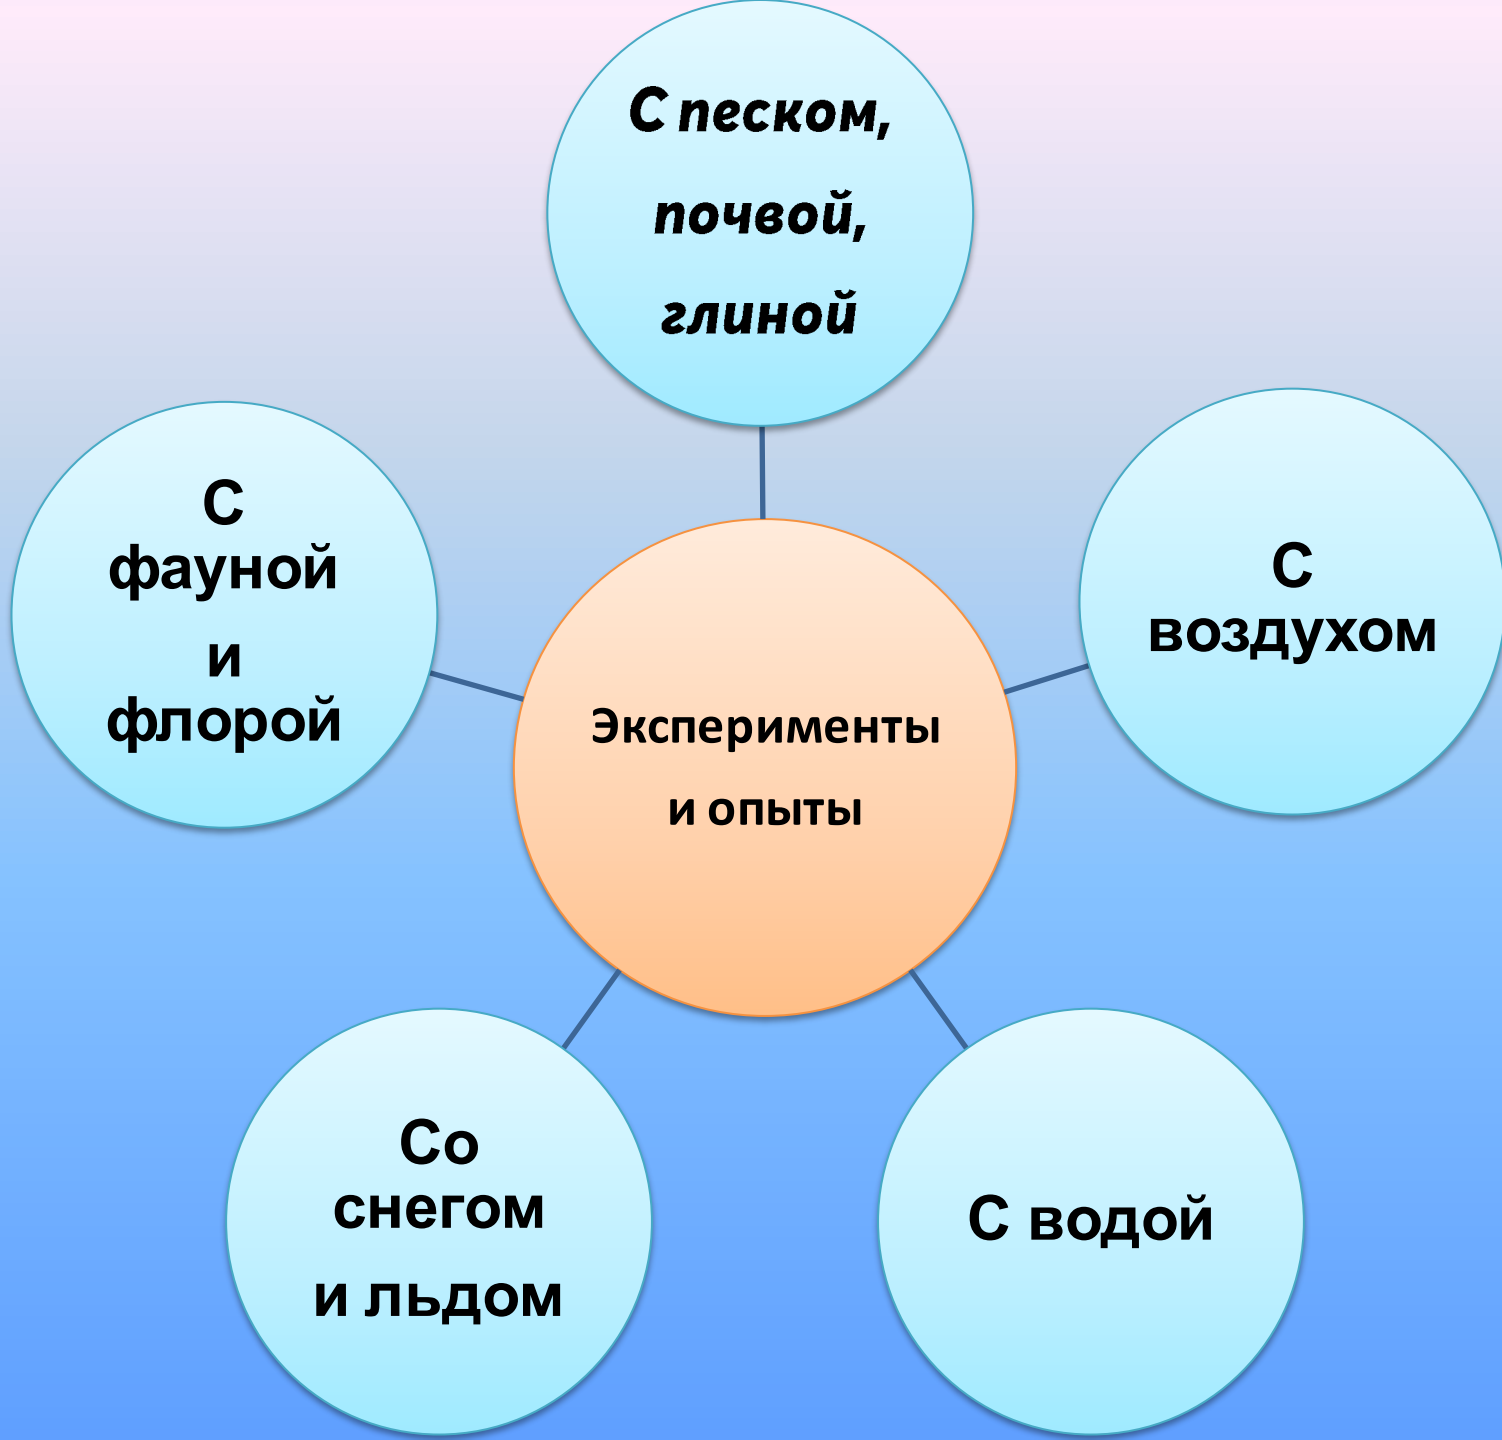 С песком,
почвой,
глиной
С
фауной
и
флорой
С
воздухом
Эксперименты
и опыты
Со
снегом
и льдом
С водой